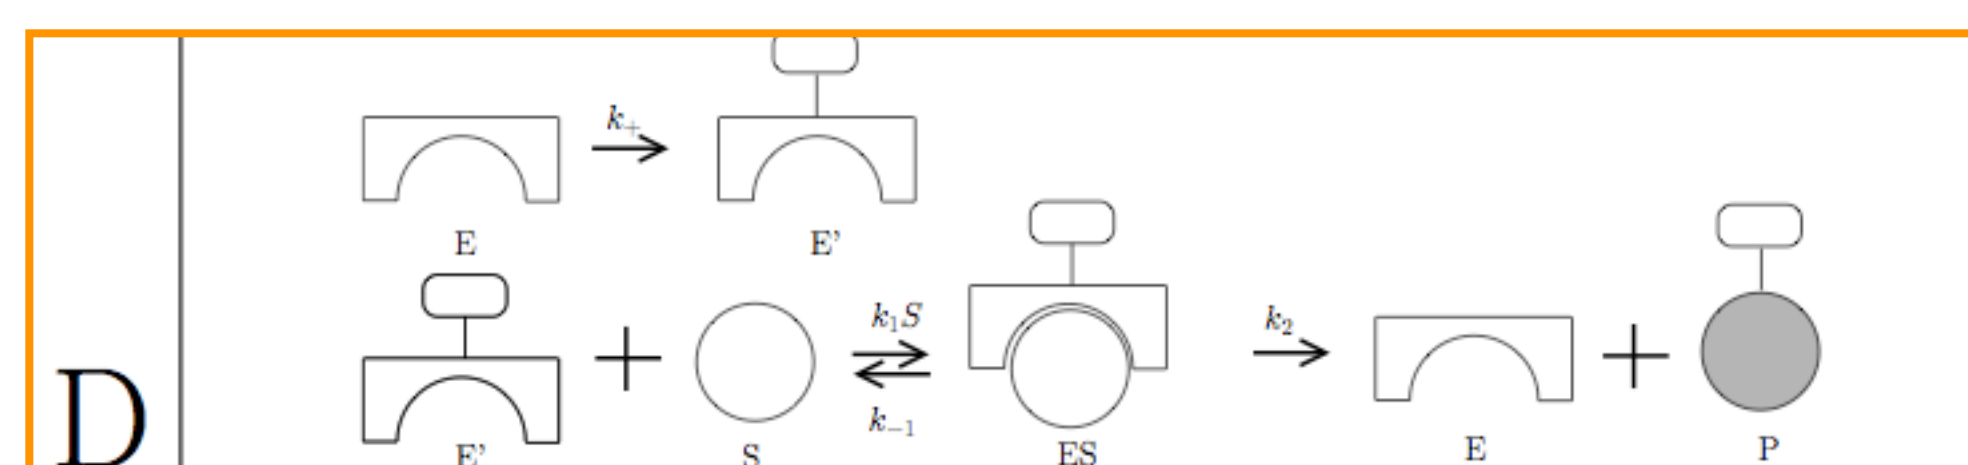 k₊
E E'
k₁S k₂
D
k₋₁
E' S ES E P